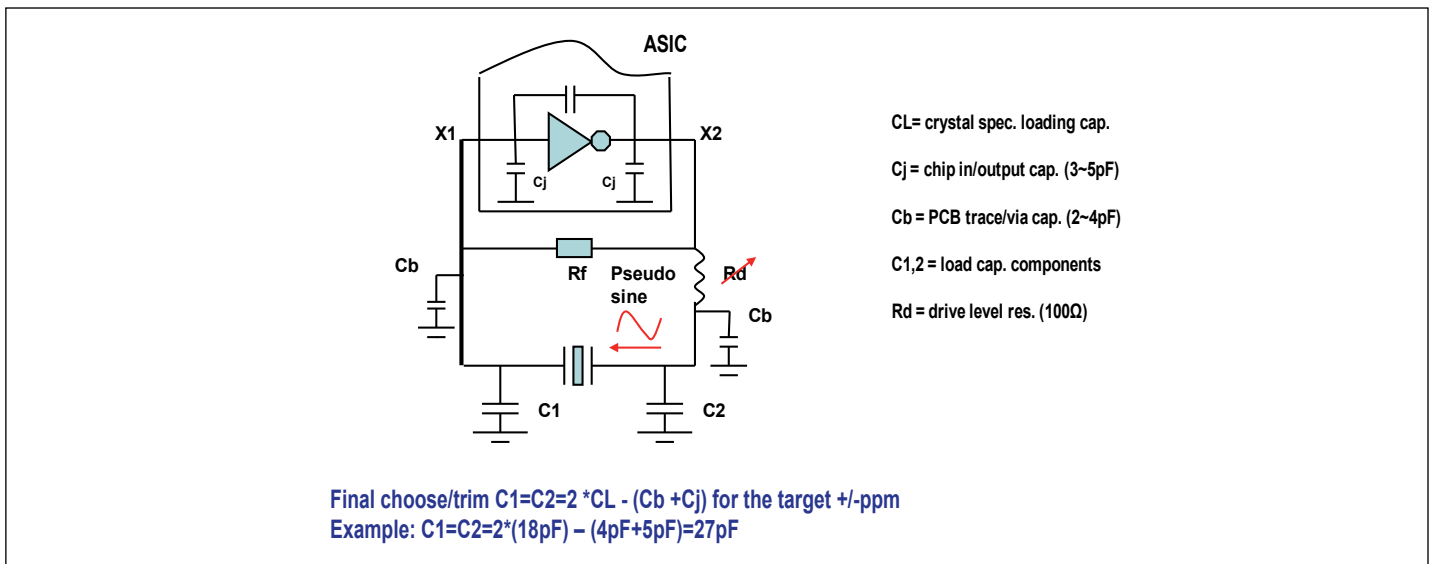 ASIC
X1
X2
Cj
Cj
Cb
Rf
Pseudo
sine
Rd
Cb
C1
C2
CL= crystal spec. loading cap.
Cj = chip in/output cap. (3~5pF)
Cb = PCB trace/via cap. (2~4pF)
C1,2 = load cap. components
Rd = drive level res. (100Ω)
Final choose/trim C1=C2=2 *CL - (Cb +Cj) for the target +/-ppm
Example: C1=C2=2*(18pF) – (4pF+5pF)=27pF